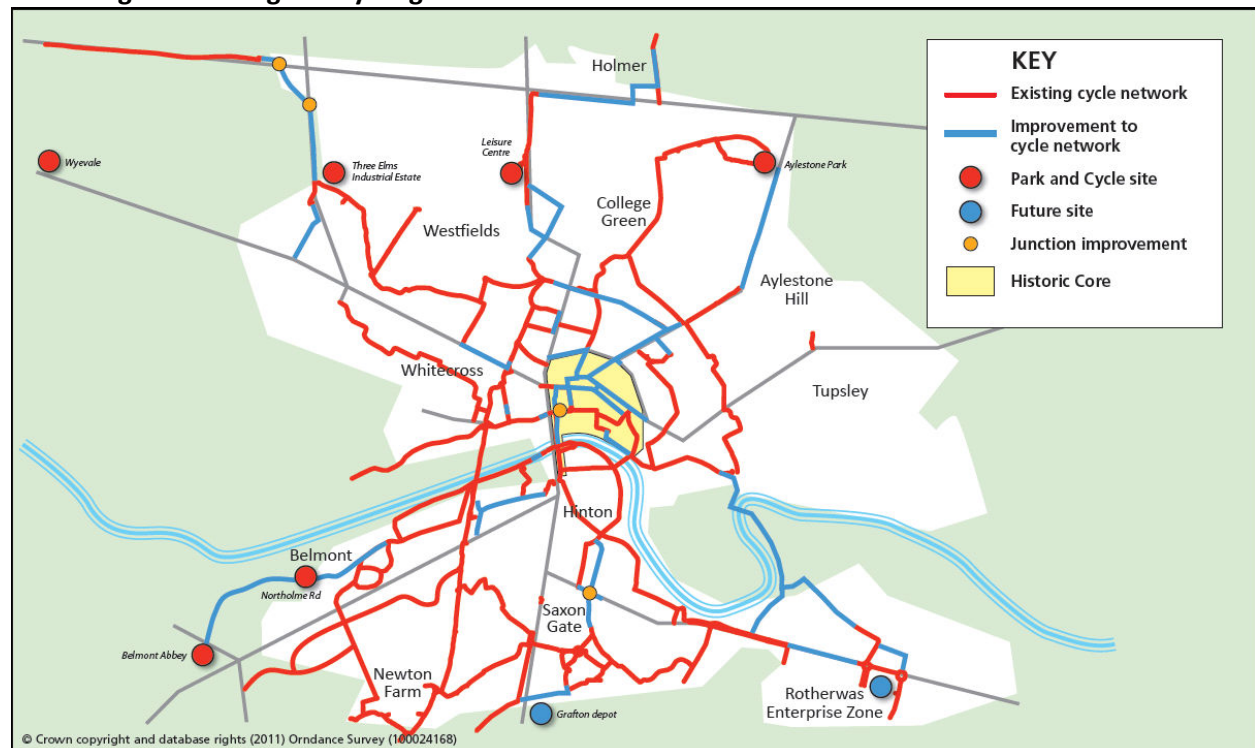 Holmer
Wyevale
Three Elms
Industrial Estate
Leisure
Centre
Aylestone Park
College
Green
Westfields
Aylestone
Hill
Whitecross
Tupsley
Hinton
Belmont
Northolme Rd
Saxon
Gate
Belmont Abbey
Newton
Farm
Grafton depot
Rotherwas
Enterprise Zone
KEY
Existing cycle network
Improvement to
cycle network
Park and Cycle site
Future site
Junction improvement
Historic Core
© Crown copyright and database rights (2011) Orndance Survey (100024168)